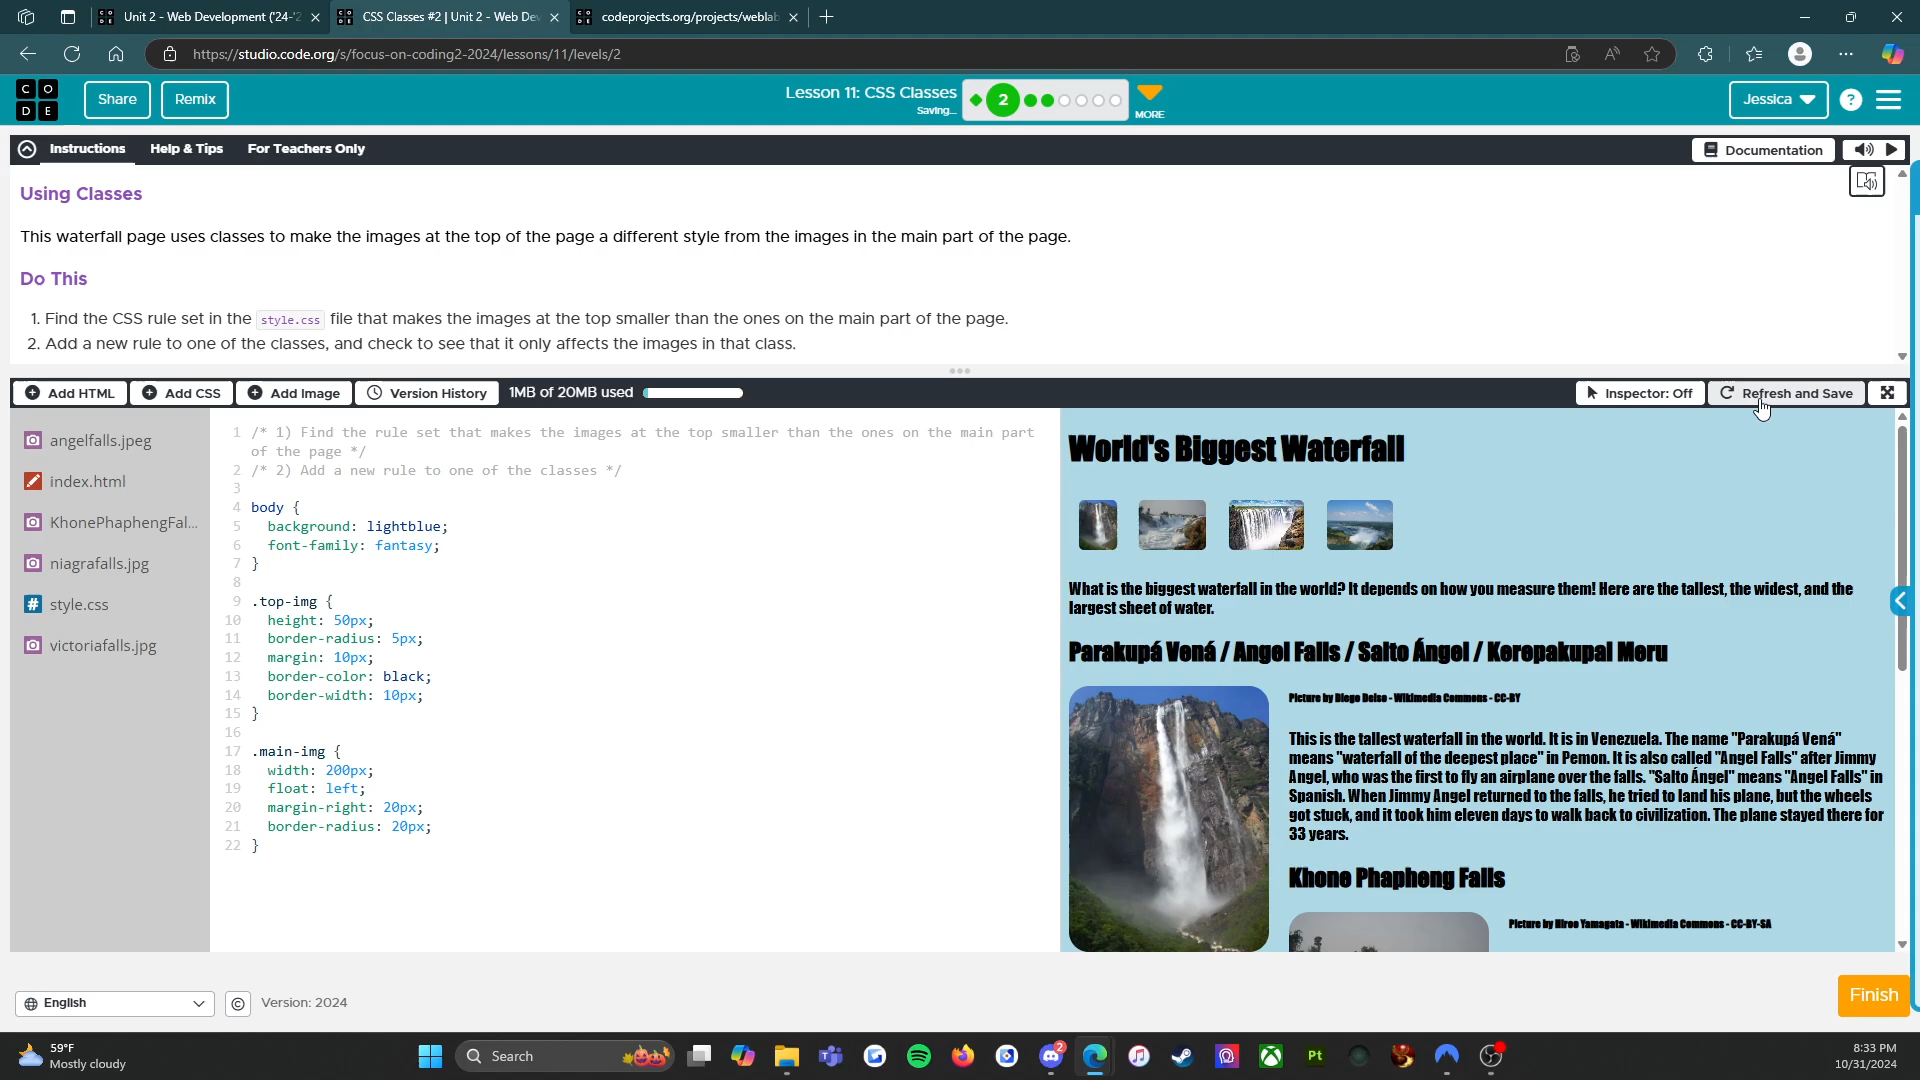 Unit 2 - Web Development ('24-'2
CSS Classes #2 | Unit 2 - Web Dev
codeprojects.org/projects/weblab
https://studio.code.org/s/focus-on-coding2-2024/lessons/11/levels/2
C O D E
Share
Remix
Lesson 11: CSS Classes
Saving...
2
MORE
Jessica
?
Instructions
Help & Tips
For Teachers Only
Documentation
Using Classes
This waterfall page uses classes to make the images at the top of the page a different style from the images in the main part of the page.
Do This
1. Find the CSS rule set in the style.css file that makes the images at the top smaller than the ones on the main part of the page.
2. Add a new rule to one of the classes, and check to see that it only affects the images in that class.
Add HTML
Add CSS
Add Image
Version History
1MB of 20MB used
Inspector: Off
Refresh and Save
angelfalls.jpeg
index.html
KhonePhaphengFal...
niagrafalls.jpg
style.css
victoriafalls.jpg
1 /* 1) Find the rule set that makes the images at the top smaller than the ones on the main part
of the page */
2 /* 2) Add a new rule to one of the classes */
3
4 body {
5 background: lightblue;
6 font-family: fantasy;
7 }
8
9 .top-img {
10 height: 50px;
11 border-radius: 5px;
12 margin: 10px;
13 border-color: black;
14 border-width: 10px;
15 }
16
17 .main-img {
18 width: 200px;
19 float: left;
20 margin-right: 20px;
21 border-radius: 20px;
22 }
World's Biggest Waterfall
What is the biggest waterfall in the world? It depends on how you measure them! Here are the tallest, the widest, and the
largest sheet of water.
Parakupá Vená / Angel Falls / Salto Ángel / Kerepakupai Meru
Picture by Diego Delso - Wikimedia Commons - CC-BY
This is the tallest waterfall in the world. It is in Venezuela. The name "Parakupá Vená"
means "waterfall of the deepest place" in Pemon. It is also called "Angel Falls" after Jimmy
Angel, who was the first to fly an airplane over the falls. "Salto Ángel" means "Angel Falls" in
Spanish. When Jimmy Angel returned to the falls, he tried to land his plane, but the wheels
got stuck, and it took him eleven days to walk back to civilization. The plane stayed there for
33 years.
Khone Phapheng Falls
Picture by Hiroo Yamagata - Wikimedia Commons - CC-BY-SA
English
Version: 2024
Finish
59°F
Mostly cloudy
Search
2
Pt
8:33 PM
10/31/2024